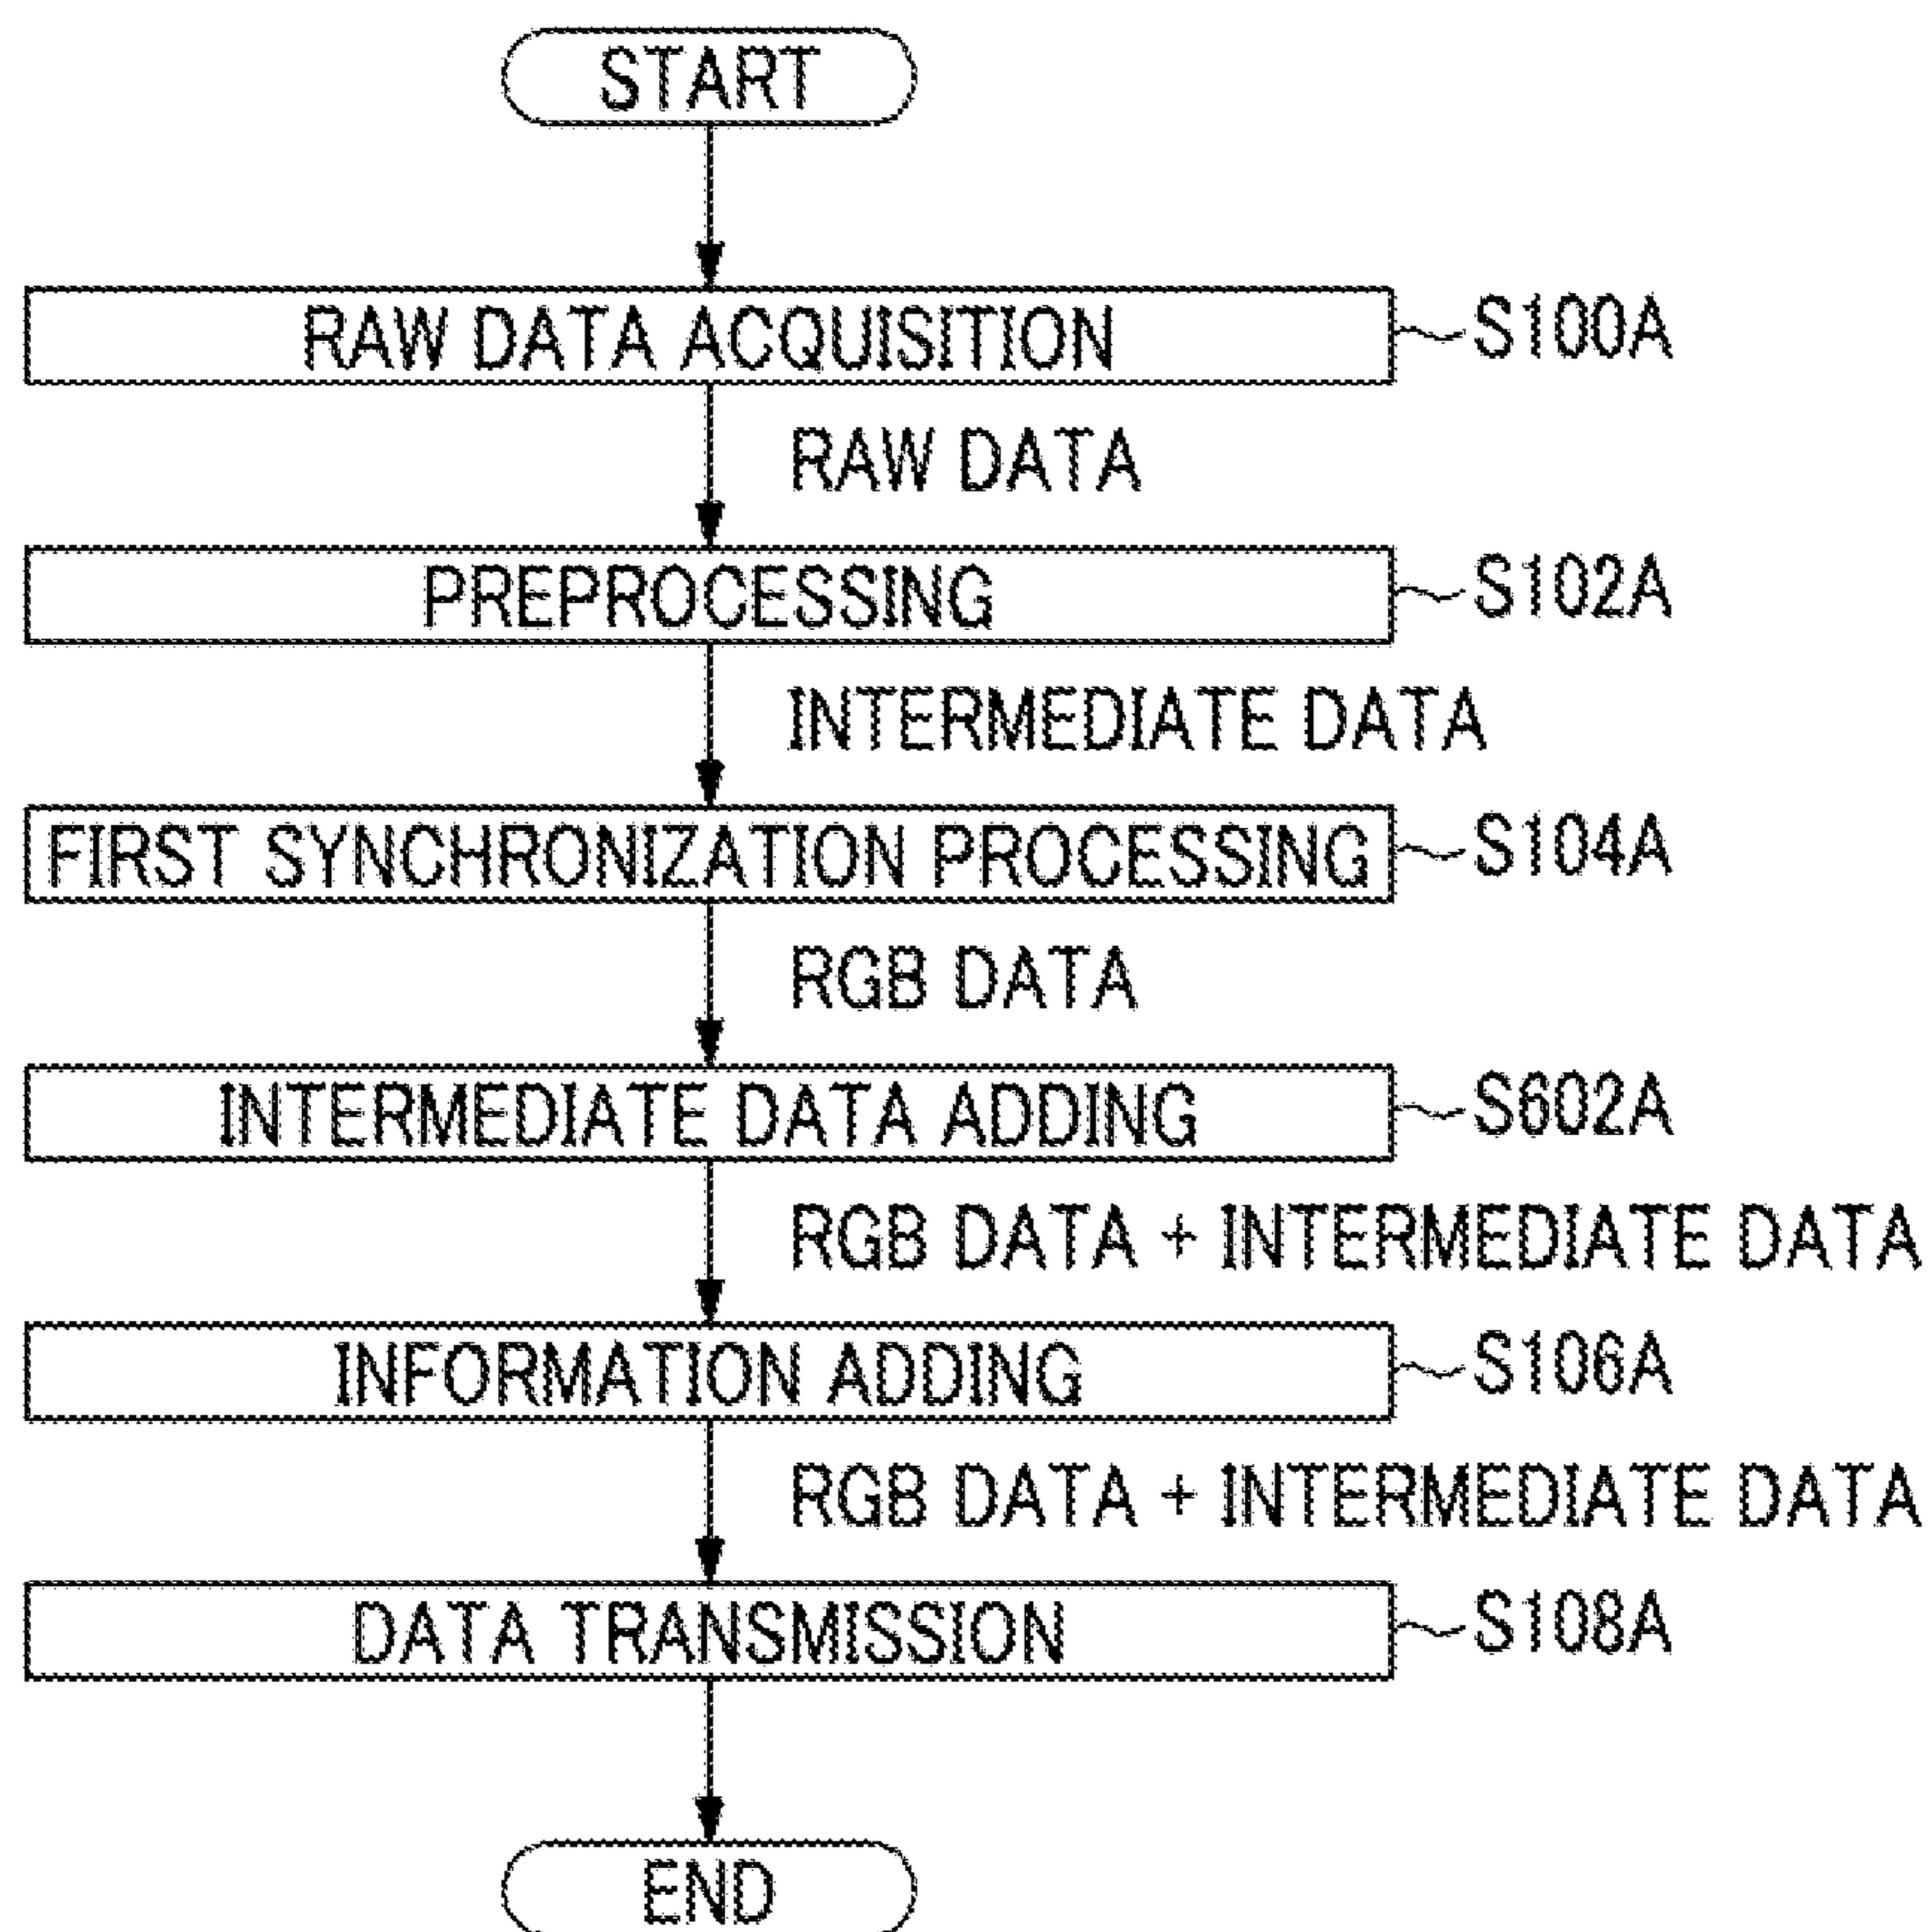 START
RAW DATA ACQUISITION S100A
RAW DATA
PREPROCESSING S102A
INTERMEDIATE DATA
FIRST SYNCHRONIZATION PROCESSING S104A
RGB DATA
INTERMEDIATE DATA ADDING S602A
RGB DATA + INTERMEDIATE DATA
INFORMATION ADDING S106A
RGB DATA + INTERMEDIATE DATA
DATA TRANSMISSION S108A
END